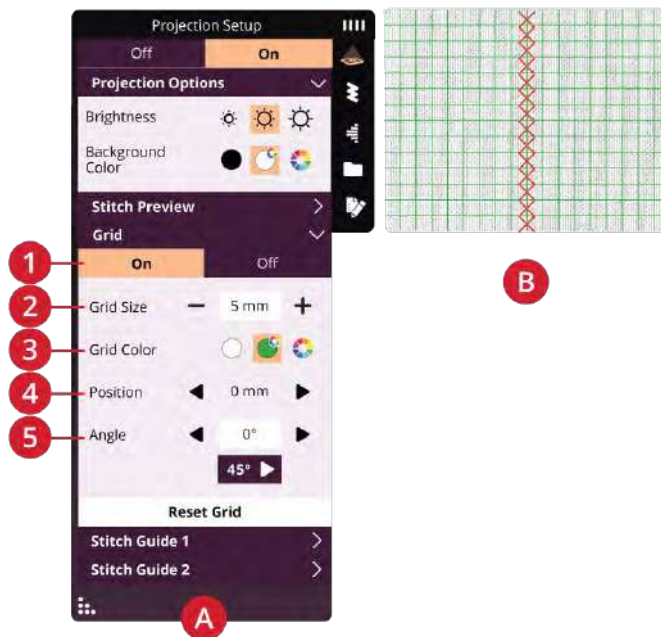 Projection Setup
Off On
Projection Options
Brightness
Background
Color
Stitch Preview
Grid
1 On Off
2 Grid Size 5 mm
3 Grid Color
4 Position 0 mm
5 Angle 0°
45°
Reset Grid
Stitch Guide 1
Stitch Guide 2
A
B